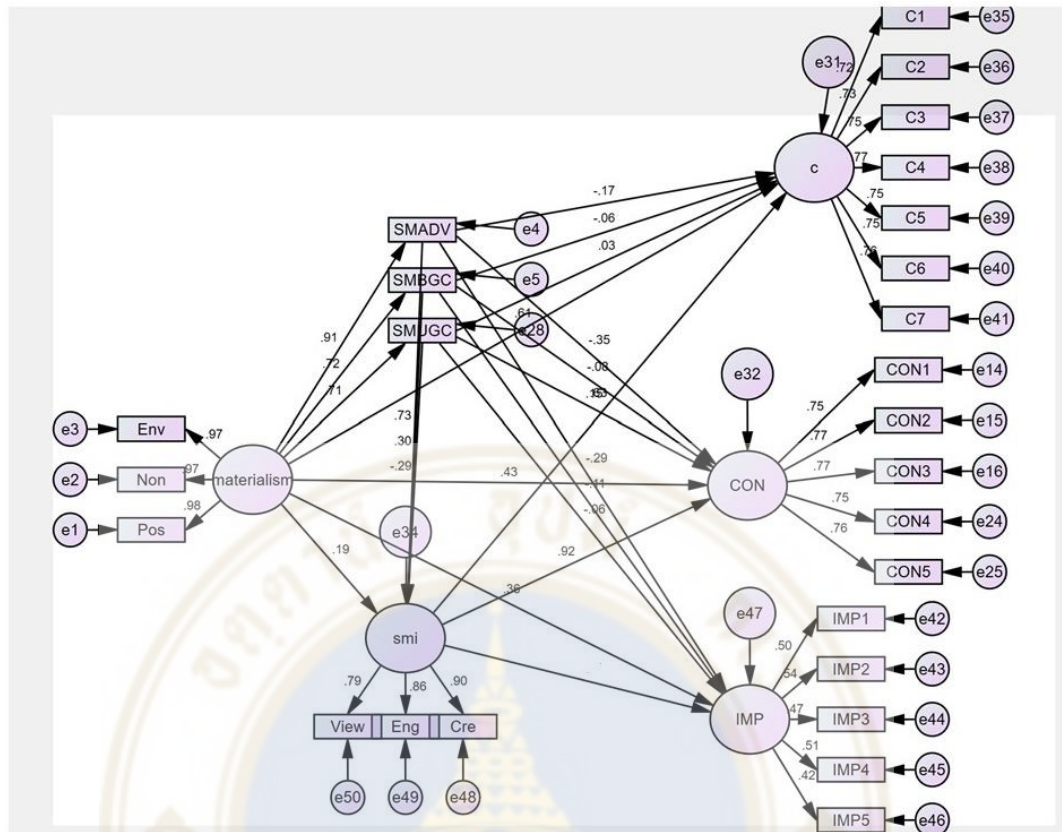 C1
e35
e31
.72
C2
e36
.73
C3
e37
.75
c
.77
C4
e38
-.17
.75
C5
e39
-.06
SMADV
e4
.75
.03
C6
e40
SMBGC
e5
C7
e41
.61
SMUGC
e28
-.35
.91
.72
.71
-.08
e32
CON1
e14
.75
CON2
e15
.77
.73
e3
Env
.97
.30
-.29
-.29
.77
CON3
e16
e2
Non
.97
materialism
.43
-.11
CON
.75
CON4
e24
e1
Pos
.98
-.06
.76
e34
.19
.92
CON5
e25
.36
e47
IMP1
e42
smi
.50
IMP2
e43
.54
.79
.86
.90
.47
IMP3
e44
View
Eng
Cre
IMP
.51
IMP4
e45
.42
e50
e49
e48
IMP5
e46